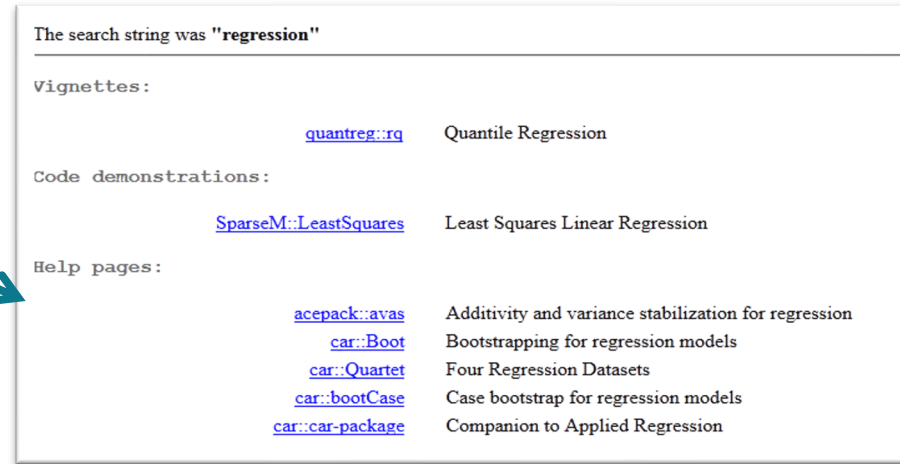 The search string was "regression"
Vignettes:
quantreg::rq Quantile Regression
Code demonstrations:
SparseM::LeastSquares Least Squares Linear Regression
Help pages:
acepack::avas Additivity and variance stabilization for regression
car::Boot Bootstrapping for regression models
car::Quartet Four Regression Datasets
car::bootCase Case bootstrap for regression models
car::car-package Companion to Applied Regression